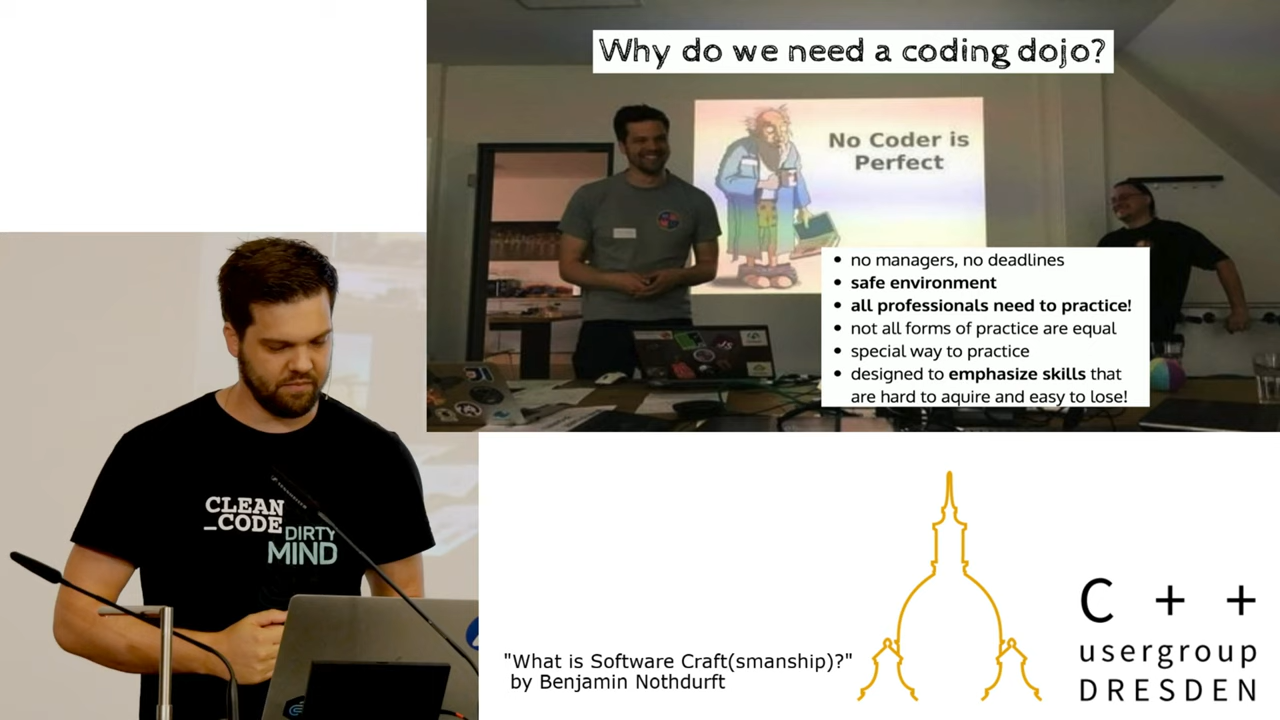 Why do we need a coding dojo?
No Coder is
Perfect
• no managers, no deadlines
• safe environment
• all professionals need to practice!
• not all forms of practice are equal
• special way to practice
• designed to emphasize skills that
are hard to aquire and easy to lose!
CLEAN
_CODE
DIRTY
MIND
"What is Software Craft(smanship)?"
by Benjamin Nothdurft
C + +
usergroup
DRESDEN